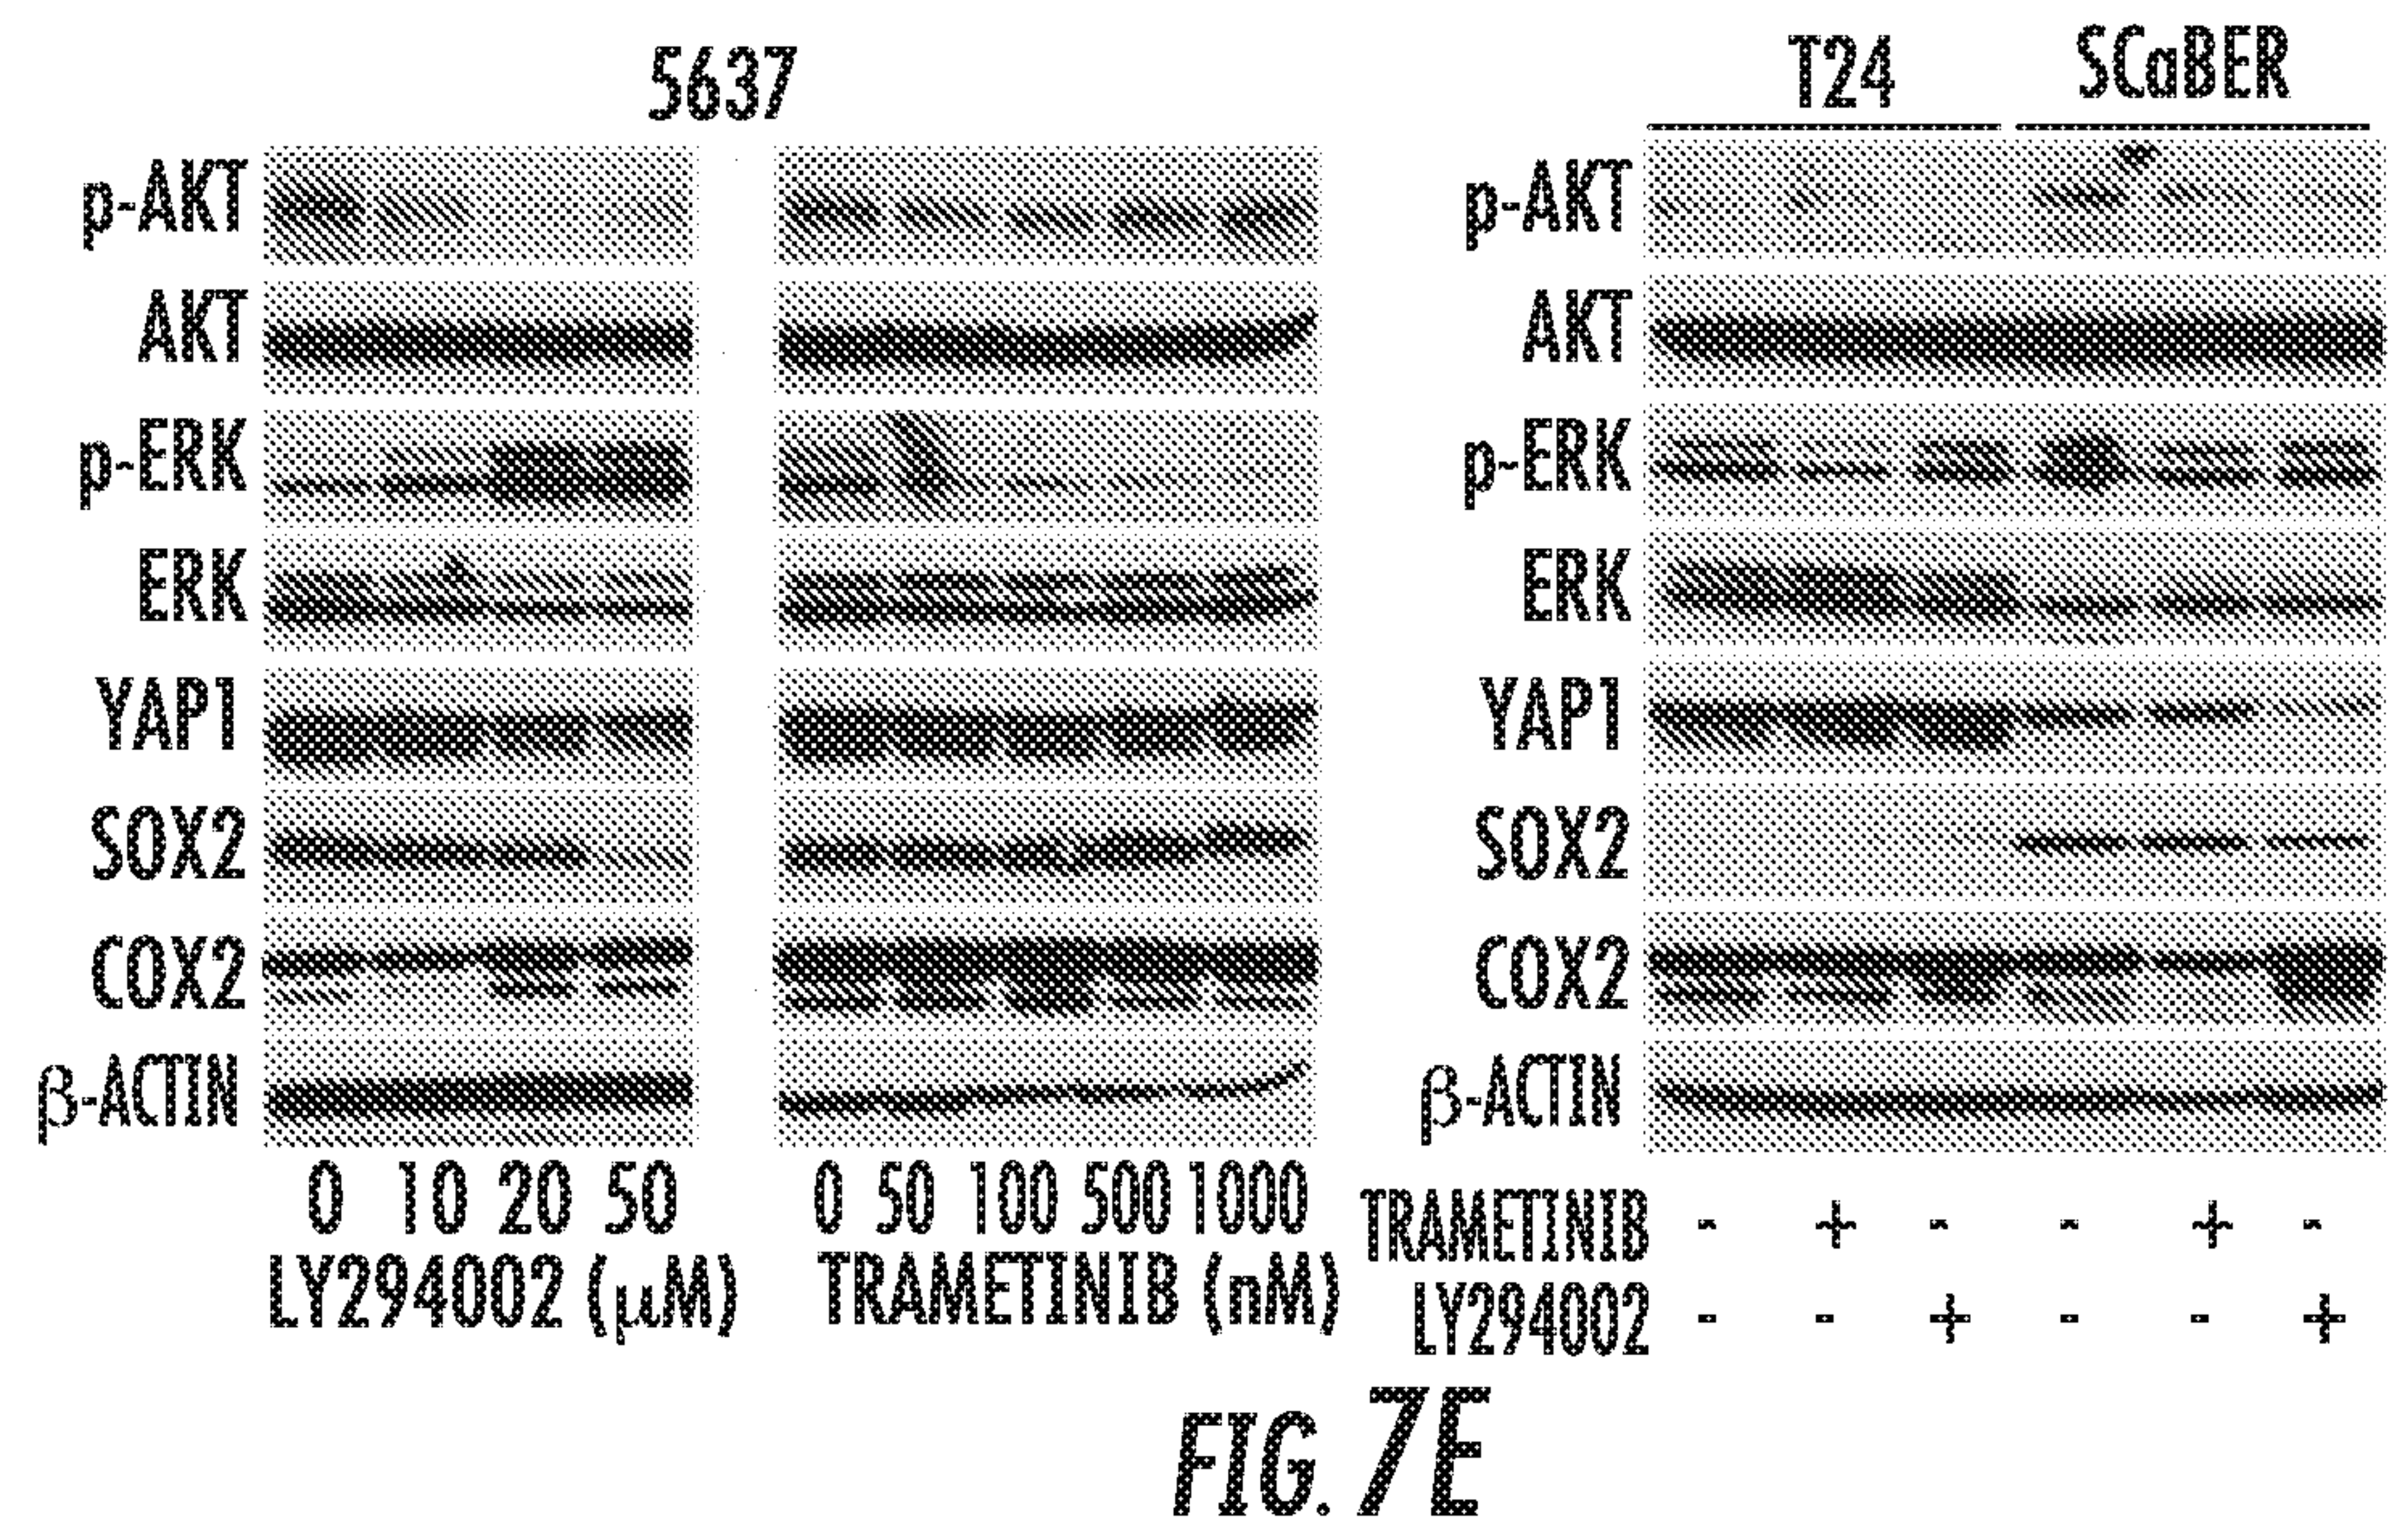 5637
T24 SCaBER
p-AKT p-AKT
AKT AKT
p-ERK p-ERK
ERK ERK
YAP1 YAP1
SOX2 SOX2
COX2 COX2
β-ACTIN β-ACTIN
0 10 20 50 0 50 100 500 1000
LY294002 (μM) TRAMETINIB (nM)
TRAMETINIB - + - - + -
LY294002 - - + - - +
FIG. 7E